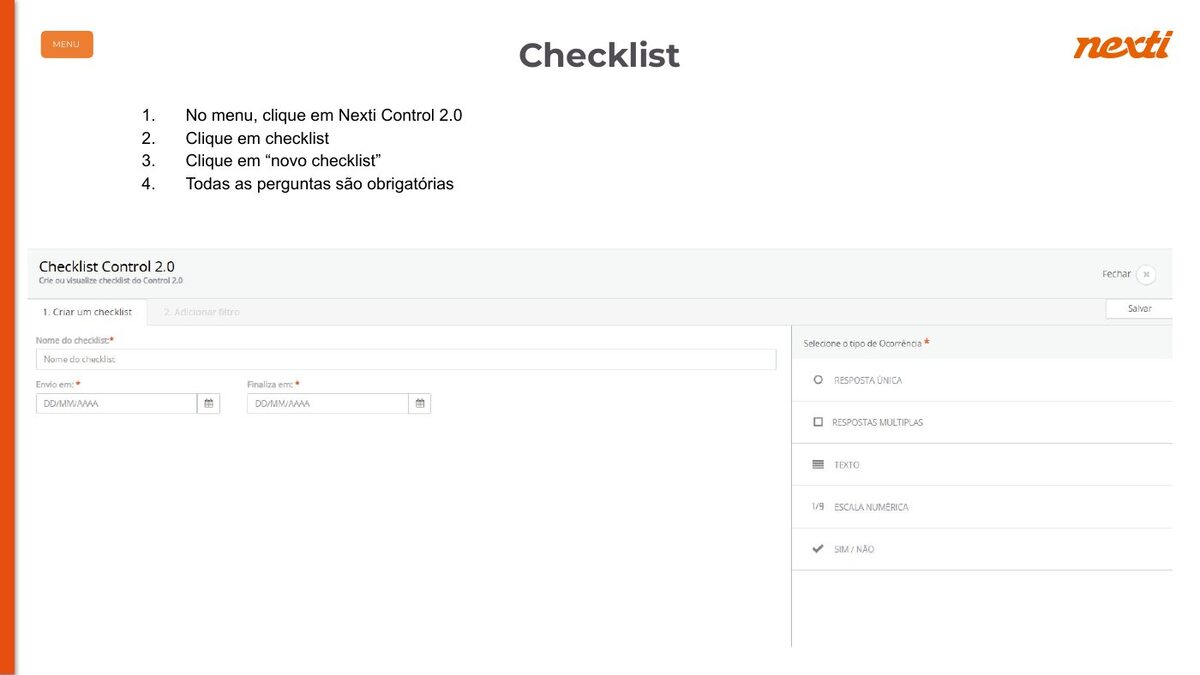 MENU
Checklist
nexti
1. No menu, clique em Nexti Control 2.0
2. Clique em checklist
3. Clique em “novo checklist”
4. Todas as perguntas são obrigatórias
Checklist Control 2.0
Crie ou visualize checklist do Control 2.0
Fechar
1. Criar um checklist
2. Adicionar filtro
Salvar
Nome do checklist:*
Nome do checklist
Envio em: *
Finaliza em: *
DD/MM/AAAA
DD/MM/AAAA
Selecione o tipo de Ocorrência *
RESPOSTA ÚNICA
RESPOSTAS MULTIPLAS
TEXTO
1/9 ESCALA NUMÉRICA
SIM / NÃO